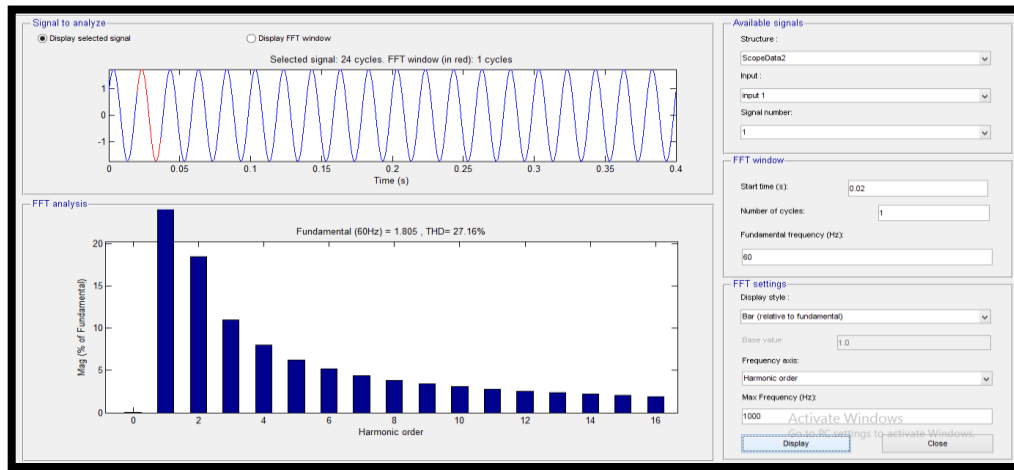 Signal to analyze
Display selected signal
Display FFT window
Selected signal: 24 cycles. FFT window (in red): 1 cycles
1
0
-1
0 0.05 0.1 0.15 0.2 0.25 0.3 0.35 0.4
Time (s)
FFT analysis
Fundamental (60Hz) = 1.805 , THD= 27.16%
Mag (% of Fundamental)
20
15
10
5
0
0 2 4 6 8 10 12 14 16
Harmonic order
Available signals
Structure :
ScopeData2
Input :
input 1
Signal number:
1
FFT window
Start time (s):
0.02
Number of cycles:
1
Fundamental frequency (Hz):
60
FFT settings
Display style :
Bar (relative to fundamental)
Base value:
1.0
Frequency axis:
Harmonic order
Max Frequency (Hz):
1000
Activate Windows
Go to PC settings to activate Windows.
Display
Close